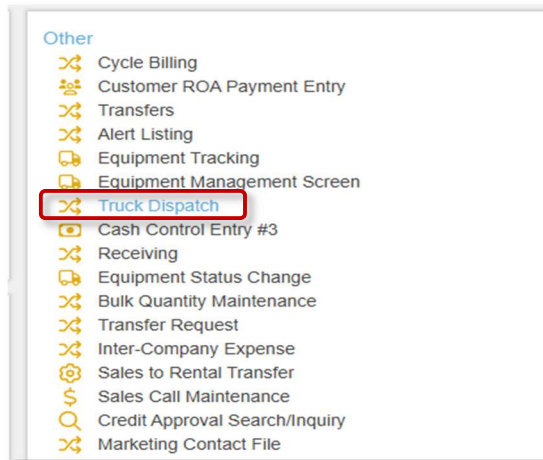 Other
Cycle Billing
Customer ROA Payment Entry
Transfers
Alert Listing
Equipment Tracking
Equipment Management Screen
Truck Dispatch
Cash Control Entry #3
Receiving
Equipment Status Change
Bulk Quantity Maintenance
Transfer Request
Inter-Company Expense
Sales to Rental Transfer
Sales Call Maintenance
Credit Approval Search/Inquiry
Marketing Contact File